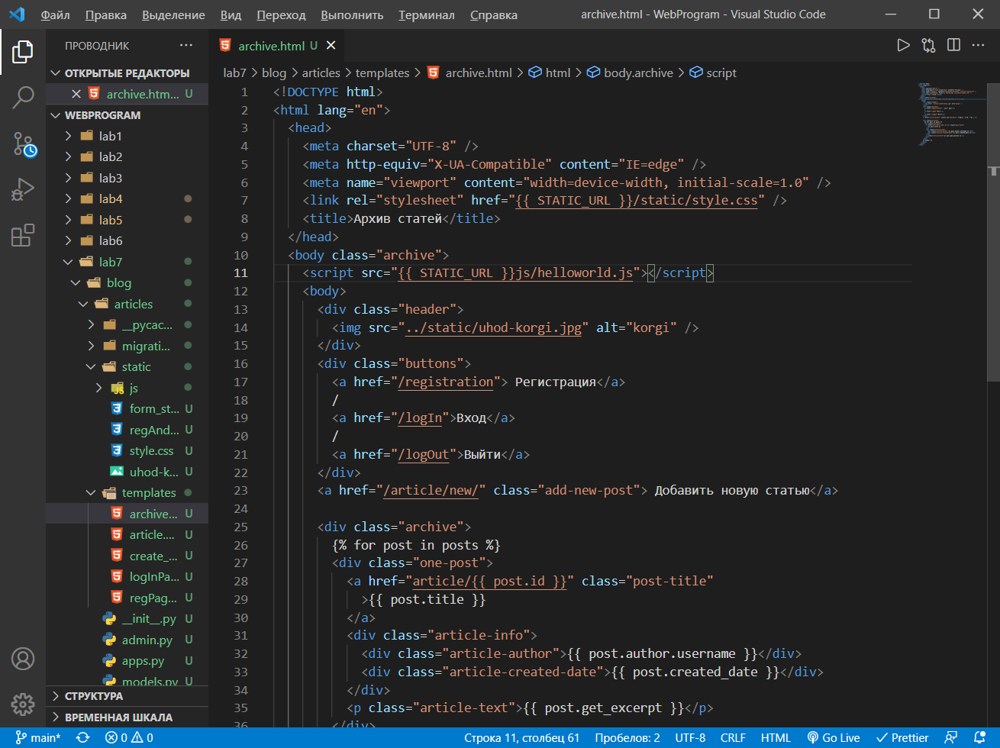 Файл Правка Выделение Вид Переход Выполнить Терминал Справка archive.html - WebProgram - Visual Studio Code
ПРОВОДНИК ···
ОТКРЫТЫЕ РЕДАКТОРЫ
archive.htm... U
WEBPROGRAM
lab1
lab2
lab3
lab4
lab5
lab6
lab7
blog
articles
__pycac...
migrati...
static
js
form_st... U
regAnd... U
style.css U
uhod-k... U
templates
archive... U
article.... U
create_... U
logInPa... U
regPag... U
__init__.py U
admin.py U
apps.py U
models.py U
СТРУКТУРА
ВРЕМЕННАЯ ШКАЛА
archive.html U
lab7 > blog > articles > templates > archive.html > html > body.archive > script
1 <!DOCTYPE html>
2 <html lang="en">
3 <head>
4 <meta charset="UTF-8" />
5 <meta http-equiv="X-UA-Compatible" content="IE=edge" />
6 <meta name="viewport" content="width=device-width, initial-scale=1.0" />
7 <link rel="stylesheet" href="{{ STATIC_URL }}/static/style.css" />
8 <title>Архив статей</title>
9 </head>
10 <body class="archive">
11 <script src="{{ STATIC_URL }}js/helloworld.js"></script>
12 <body>
13 <div class="header">
14 <img src="../static/uhod-korgi.jpg" alt="korgi" />
15 </div>
16 <div class="buttons">
17 <a href="/registration"> Регистрация</a>
18 /
19 <a href="/logIn">Вход</a>
20 /
21 <a href="/logOut">Выйти</a>
22 </div>
23 <a href="/article/new/" class="add-new-post"> Добавить новую статью</a>
24
25 <div class="archive">
26 {% for post in posts %}
27 <div class="one-post">
28 <a href="article/{{ post.id }}" class="post-title"
29 >{{ post.title }}
30 </a>
31 <div class="article-info">
32 <div class="article-author">{{ post.author.username }}</div>
33 <div class="article-created-date">{{ post.created_date }}</div>
34 </div>
35 <p class="article-text">{{ post.get_excerpt }}</p>
36 </div>
main* 0 0 Строка 11, столбец 61 Пробелов: 2 UTF-8 CRLF HTML Go Live Prettier